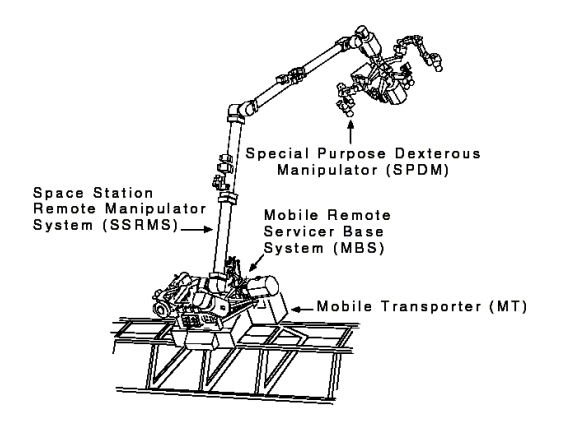 Special Purpose Dexterous
Manipulator (SPDM)
Space Station
Remote Manipulator
System (SSRMS)
Mobile Remote
Servicer Base
System (MBS)
Mobile Transporter (MT)